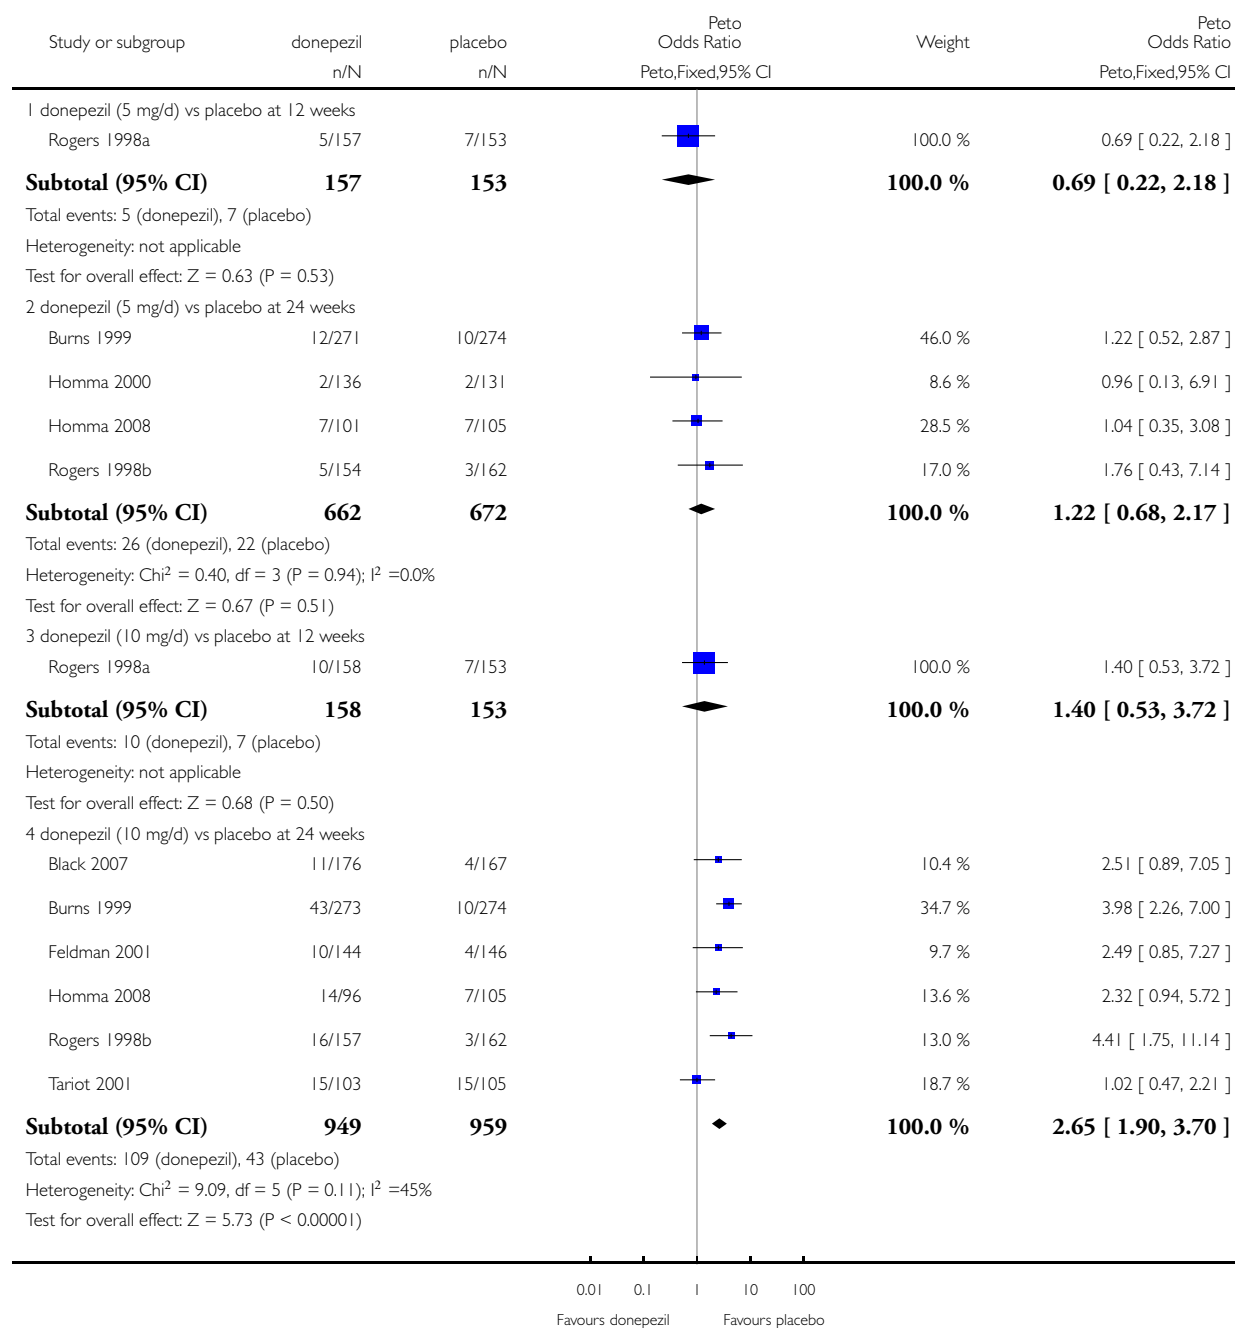 Peto Peto
Study or subgroup donepezil placebo Odds Ratio Weight Odds Ratio
n/N n/N Peto,Fixed,95% CI Peto,Fixed,95% CI
1 donepezil (5 mg/d) vs placebo at 12 weeks
Rogers 1998a 5/157 7/153 100.0 % 0.69 [ 0.22, 2.18 ]
Subtotal (95% CI) 157 153 100.0 % 0.69 [ 0.22, 2.18 ]
Total events: 5 (donepezil), 7 (placebo)
Heterogeneity: not applicable
Test for overall effect: Z = 0.63 (P = 0.53)
2 donepezil (5 mg/d) vs placebo at 24 weeks
Burns 1999 12/271 10/274 46.0 % 1.22 [ 0.52, 2.87 ]
Homma 2000 2/136 2/131 8.6 % 0.96 [ 0.13, 6.91 ]
Homma 2008 7/101 7/105 28.5 % 1.04 [ 0.35, 3.08 ]
Rogers 1998b 5/154 3/162 17.0 % 1.76 [ 0.43, 7.14 ]
Subtotal (95% CI) 662 672 100.0 % 1.22 [ 0.68, 2.17 ]
Total events: 26 (donepezil), 22 (placebo)
Heterogeneity: Chi² = 0.40, df = 3 (P = 0.94); I² =0.0%
Test for overall effect: Z = 0.67 (P = 0.51)
3 donepezil (10 mg/d) vs placebo at 12 weeks
Rogers 1998a 10/158 7/153 100.0 % 1.40 [ 0.53, 3.72 ]
Subtotal (95% CI) 158 153 100.0 % 1.40 [ 0.53, 3.72 ]
Total events: 10 (donepezil), 7 (placebo)
Heterogeneity: not applicable
Test for overall effect: Z = 0.68 (P = 0.50)
4 donepezil (10 mg/d) vs placebo at 24 weeks
Black 2007 11/176 4/167 10.4 % 2.51 [ 0.89, 7.05 ]
Burns 1999 43/273 10/274 34.7 % 3.98 [ 2.26, 7.00 ]
Feldman 2001 10/144 4/146 9.7 % 2.49 [ 0.85, 7.27 ]
Homma 2008 14/96 7/105 13.6 % 2.32 [ 0.94, 5.72 ]
Rogers 1998b 16/157 3/162 13.0 % 4.41 [ 1.75, 11.14 ]
Tariot 2001 15/103 15/105 18.7 % 1.02 [ 0.47, 2.21 ]
Subtotal (95% CI) 949 959 100.0 % 2.65 [ 1.90, 3.70 ]
Total events: 109 (donepezil), 43 (placebo)
Heterogeneity: Chi² = 9.09, df = 5 (P = 0.11); I² =45%
Test for overall effect: Z = 5.73 (P < 0.00001)
0.01 0.1 1 10 100
Favours donepezil Favours placebo